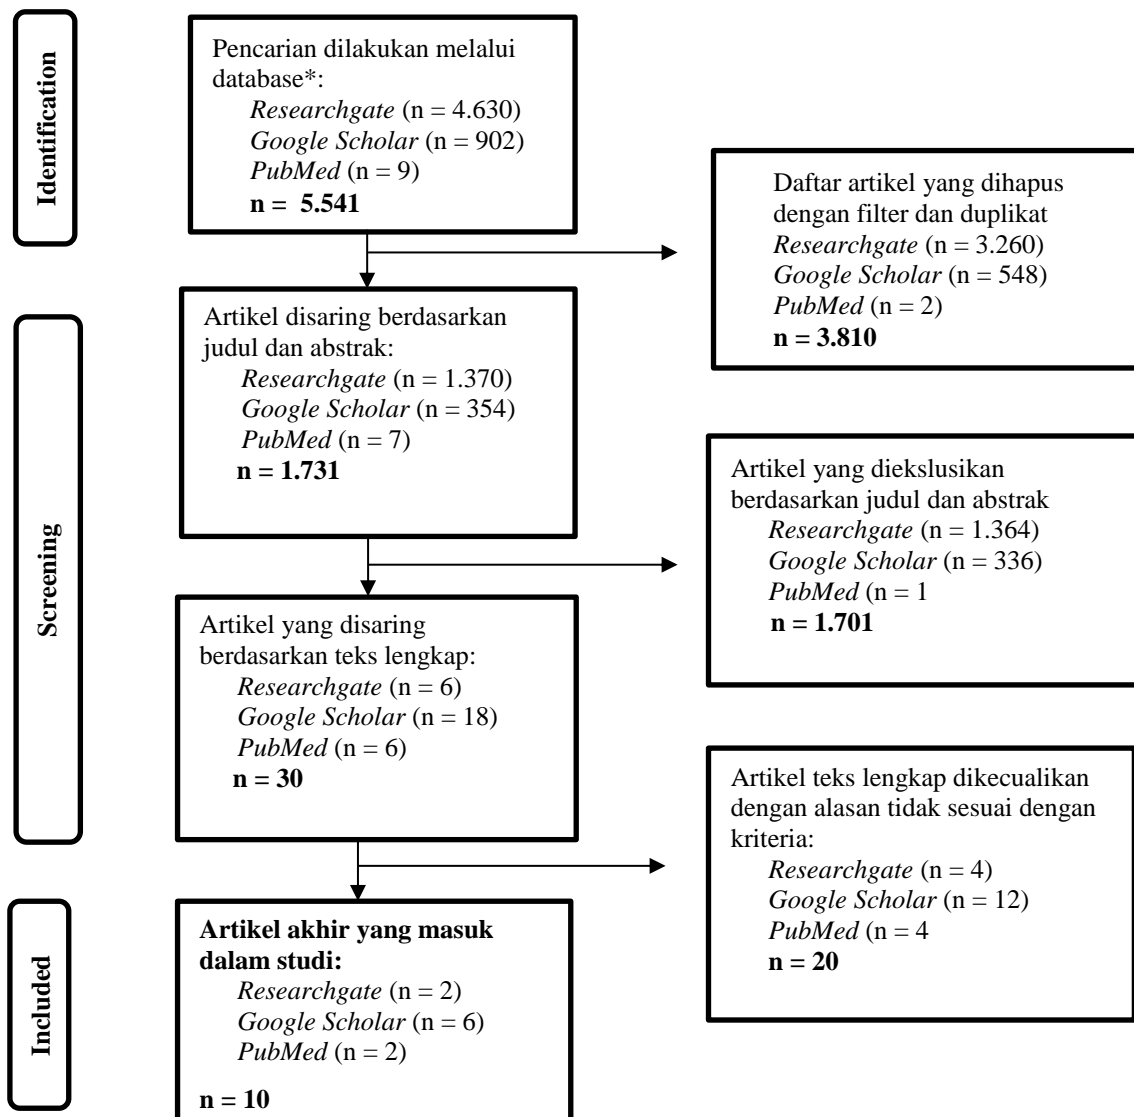 Identification
Pencarian dilakukan melalui
database*:
Researchgate (n = 4.630)
Google Scholar (n = 902)
PubMed (n = 9)
n = 5.541
Daftar artikel yang dihapus
dengan filter dan duplikat
Researchgate (n = 3.260)
Google Scholar (n = 548)
PubMed (n = 2)
n = 3.810
Screening
Artikel disaring berdasarkan
judul dan abstrak:
Researchgate (n = 1.370)
Google Scholar (n = 354)
PubMed (n = 7)
n = 1.731
Artikel yang diekslusikan
berdasarkan judul dan abstrak
Researchgate (n = 1.364)
Google Scholar (n = 336)
PubMed (n = 1
n = 1.701
Artikel yang disaring
berdasarkan teks lengkap:
Researchgate (n = 6)
Google Scholar (n = 18)
PubMed (n = 6)
n = 30
Artikel teks lengkap dikecualikan
dengan alasan tidak sesuai dengan
kriteria:
Researchgate (n = 4)
Google Scholar (n = 12)
PubMed (n = 4
n = 20
Included
Artikel akhir yang masuk
dalam studi:
Researchgate (n = 2)
Google Scholar (n = 6)
PubMed (n = 2)
n = 10